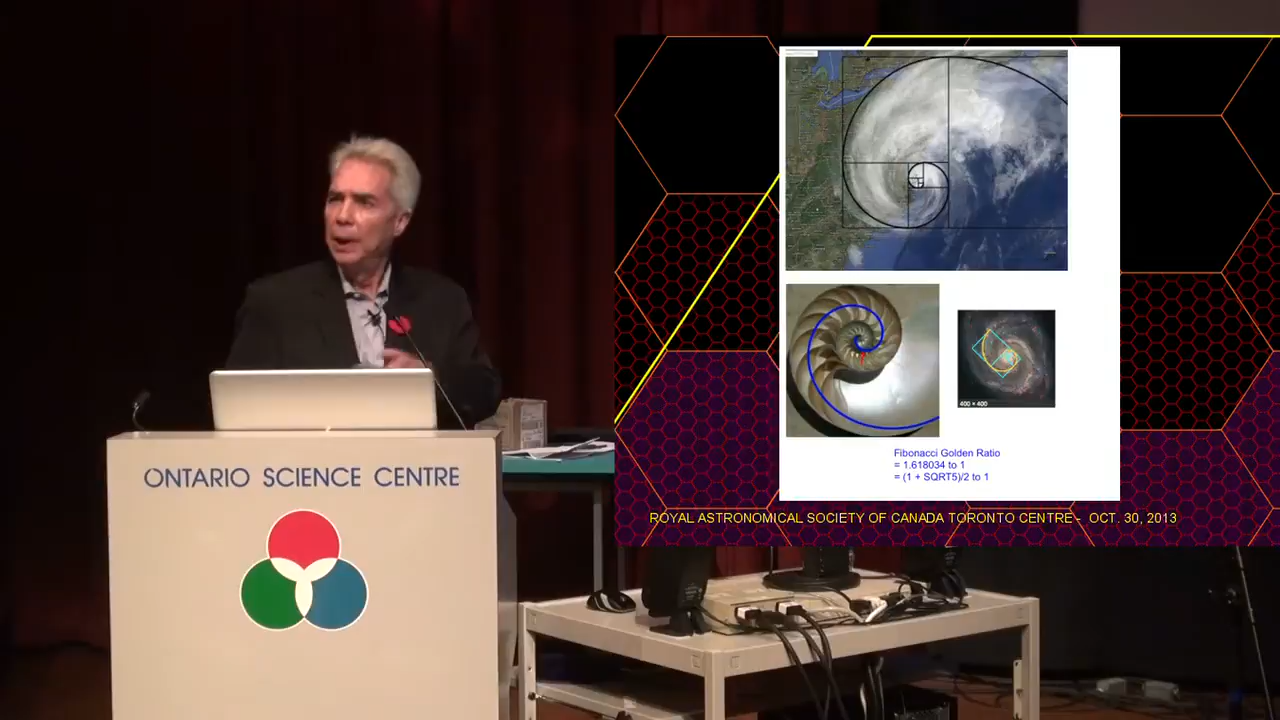 ONTARIO SCIENCE CENTRE
400 × 400
Fibonacci Golden Ratio
= 1.618034 to 1
= (1 + SQRT5)/2 to 1
ROYAL ASTRONOMICAL SOCIETY OF CANADA TORONTO CENTRE - OCT. 30, 2013